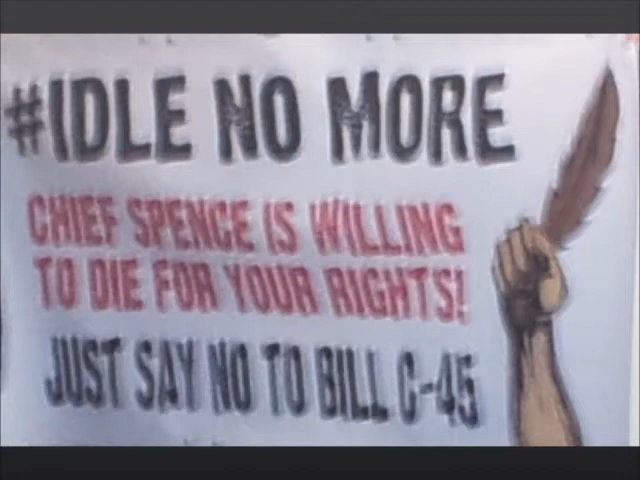 #IDLE NO MORE
CHIEF SPENCE IS WILLING
TO DIE FOR YOUR RIGHTS!
JUST SAY NO TO BILL C-45